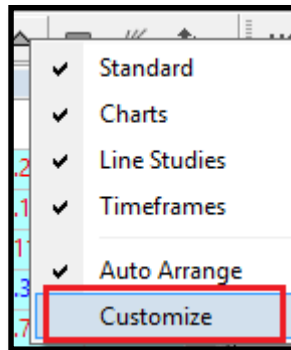 Standard
Charts
Line Studies
Timeframes
Auto Arrange
Customize